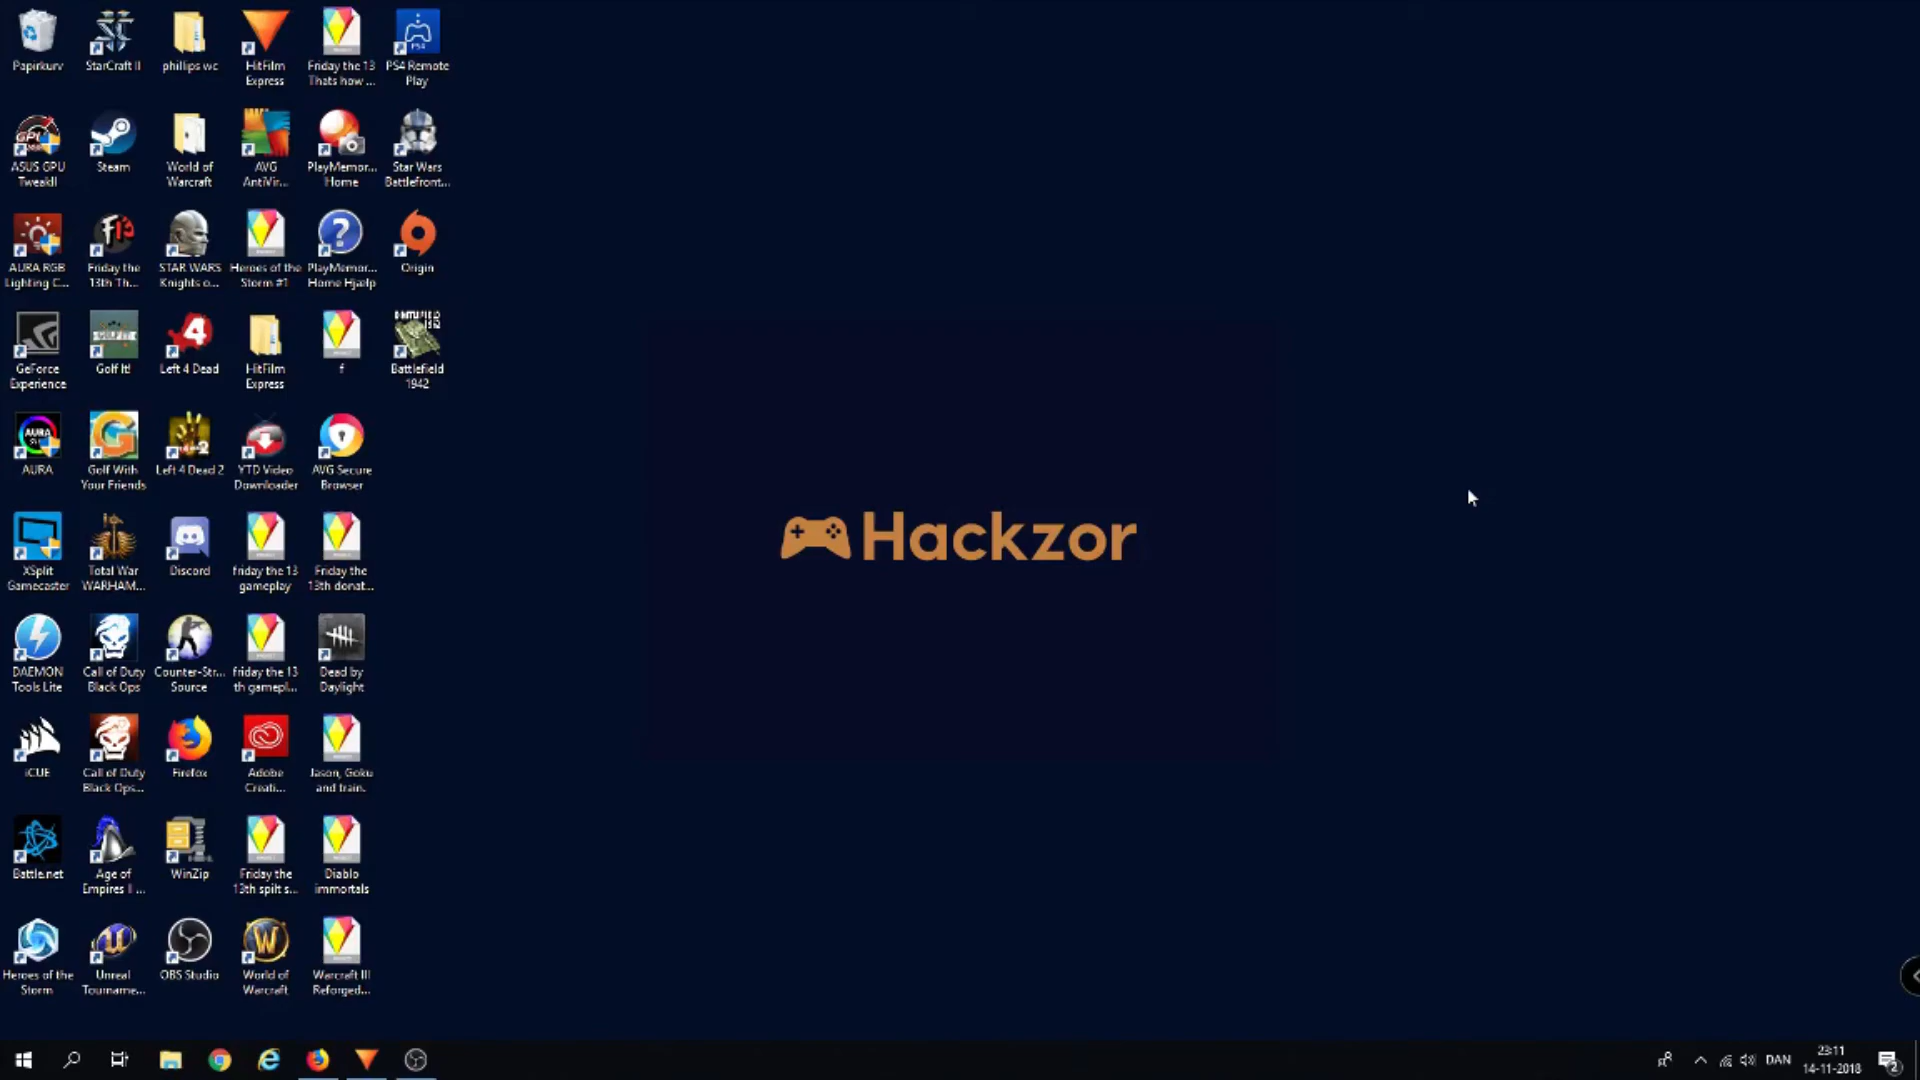 Papirkurv
StarCraft II
phillips wc
HitFilm
Express
Friday the 13
Thats how ...
PS4 Remote
Play
ASUS GPU
TweakII
Steam
World of
Warcraft
AVG
AntiVir...
PlayMemor...
Home
Star Wars
Battlefront...
AURA RGB
Lighting C...
Friday the
13th Th...
STAR WARS
Knights o...
Heroes of the
Storm #1
PlayMemor...
Home Hjælp
Origin
GeForce
Experience
Golf It!
Left 4 Dead
HitFilm
Express
f
Battlefield
1942
AURA
Golf With
Your Friends
Left 4 Dead 2
YTD Video
Downloader
AVG Secure
Browser
XSplit
Gamecaster
Total War
WARHAM...
Discord
friday the 13
gameplay
Friday the
13th donat...
DAEMON
Tools Lite
Call of Duty
Black Ops
Counter-Str...
Source
friday the 13
th gamepl...
Dead by
Daylight
iCUE
Call of Duty
Black Ops...
Firefox
Adobe
Creati...
Jason, Goku
and train.
Battle.net
Age of
Empires I ...
WinZip
Friday the
13th spilt s...
Diablo
immortals
Heroes of the
Storm
Unreal
Tourname...
OBS Studio
World of
Warcraft
Warcraft III
Reforged...
Hackzor
DAN
23:11
14-11-2018
2